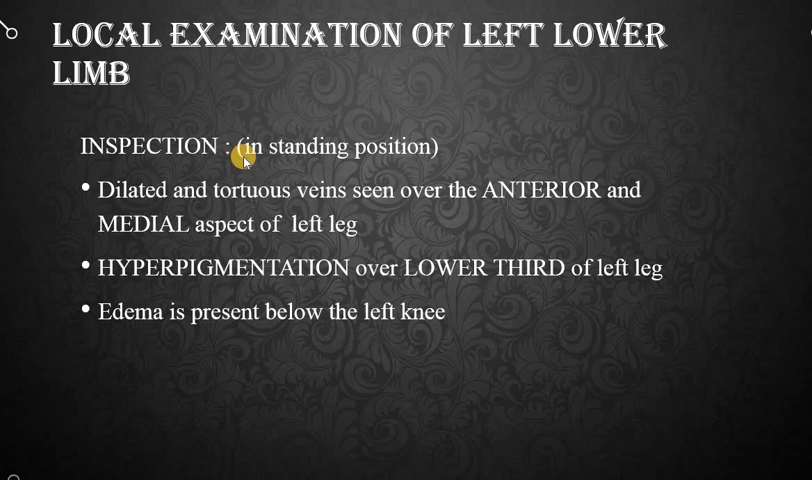 LOCAL EXAMINATION OF LEFT LOWER
LIMB
INSPECTION : (in standing position)
• Dilated and tortuous veins seen over the ANTERIOR and
MEDIAL aspect of left leg
• HYPERPIGMENTATION over LOWER THIRD of left leg
• Edema is present below the left knee